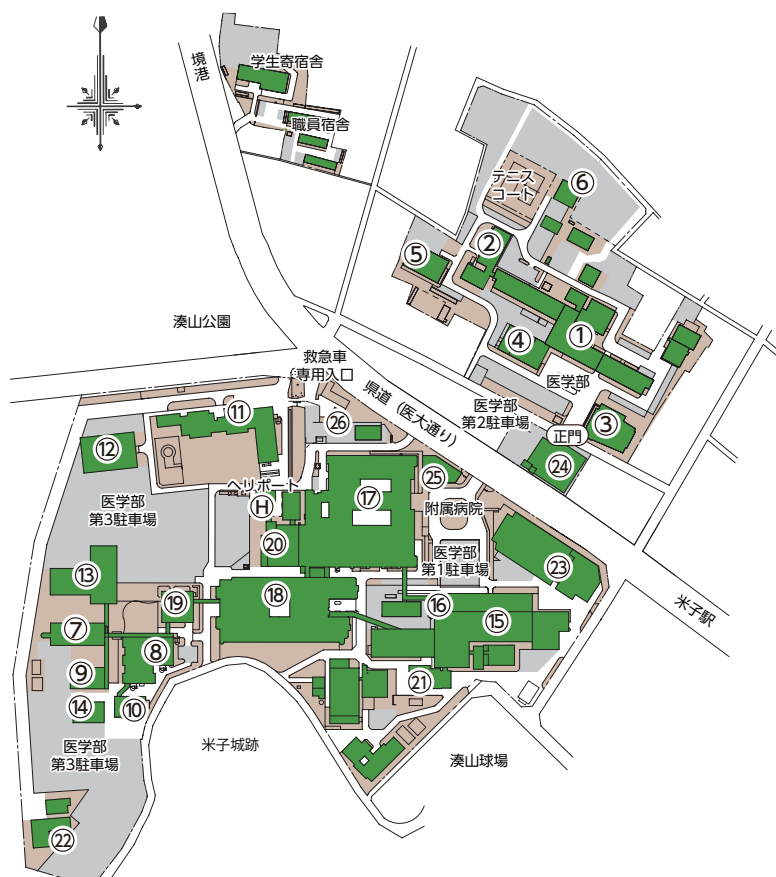 学生寄宿舎
境港
職員宿舎
テニス
コート
⑥
②
⑤
①
④
湊山公園
救急車
専用入口
県道（医大通り）
医学部
医学部
第2駐車場
正門
③
㉔
⑪
㉖
⑫
ヘリポート
H
⑰
㉕
附属病院
医学部
第3駐車場
⑳
医学部
第1駐車場
㉓
⑬
⑲
⑱
⑯
⑮
米子駅
⑦
⑧
⑨
⑩
⑭
㉑
医学部
第3駐車場
米子城跡
湊山球場
㉒